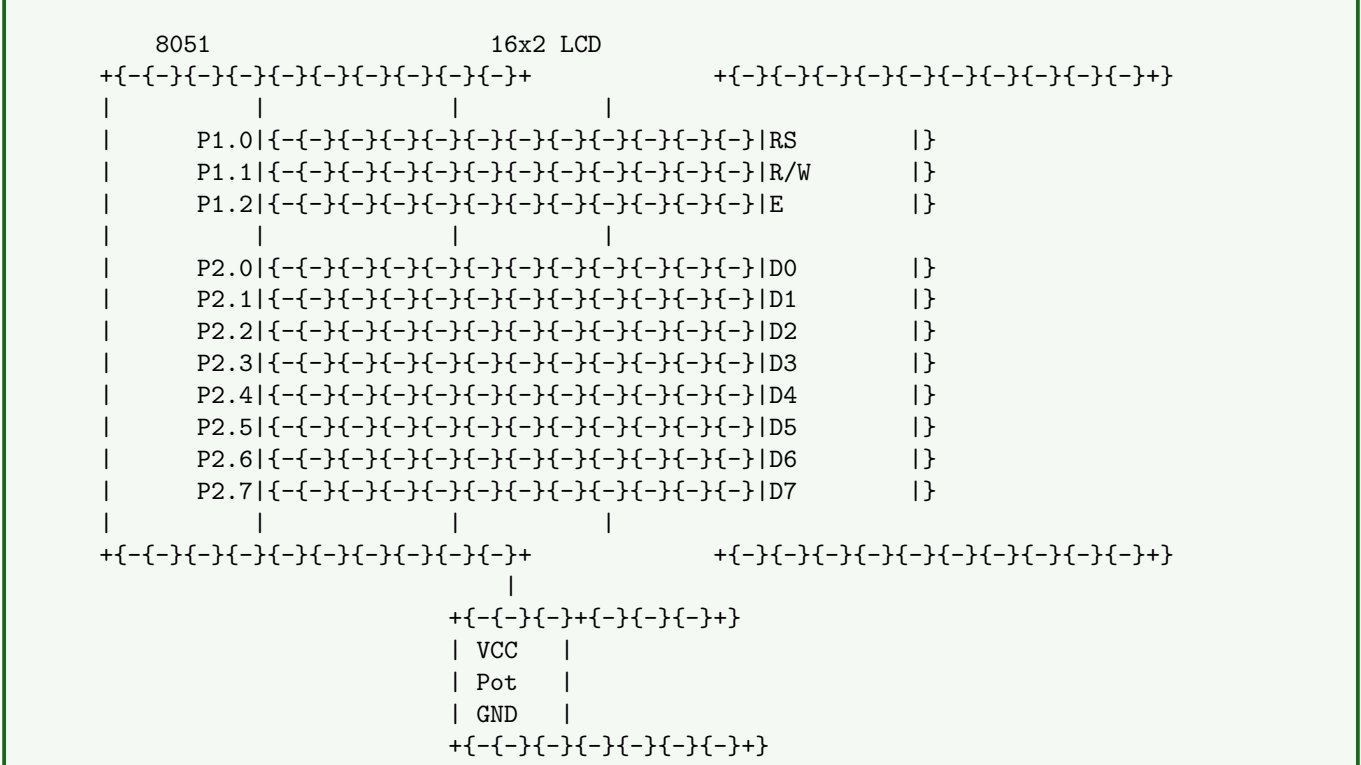 8051 16x2 LCD
+{-{-}{-}{-}{-}{-}{-}{-}{-}{-}+ +{-}{-}{-}{-}{-}{-}{-}{-}{-}{-}+}
| | | |
| P1.0|{-{-}{-}{-}{-}{-}{-}{-}{-}{-}{-}{-}|RS |}
| P1.1|{-{-}{-}{-}{-}{-}{-}{-}{-}{-}{-}{-}|R/W |}
| P1.2|{-{-}{-}{-}{-}{-}{-}{-}{-}{-}{-}{-}|E |}
| | | |
| P2.0|{-{-}{-}{-}{-}{-}{-}{-}{-}{-}{-}{-}|D0 |}
| P2.1|{-{-}{-}{-}{-}{-}{-}{-}{-}{-}{-}{-}|D1 |}
| P2.2|{-{-}{-}{-}{-}{-}{-}{-}{-}{-}{-}{-}|D2 |}
| P2.3|{-{-}{-}{-}{-}{-}{-}{-}{-}{-}{-}{-}|D3 |}
| P2.4|{-{-}{-}{-}{-}{-}{-}{-}{-}{-}{-}{-}|D4 |}
| P2.5|{-{-}{-}{-}{-}{-}{-}{-}{-}{-}{-}{-}|D5 |}
| P2.6|{-{-}{-}{-}{-}{-}{-}{-}{-}{-}{-}{-}|D6 |}
| P2.7|{-{-}{-}{-}{-}{-}{-}{-}{-}{-}{-}{-}|D7 |}
| | | |
+{-{-}{-}{-}{-}{-}{-}{-}{-}{-}+ +{-}{-}{-}{-}{-}{-}{-}{-}{-}{-}+}
|
+{-{-}{-}+{-}{-}{-}+}
| VCC |
| Pot |
| GND |
+{-{-}{-}{-}{-}{-}{-}+}